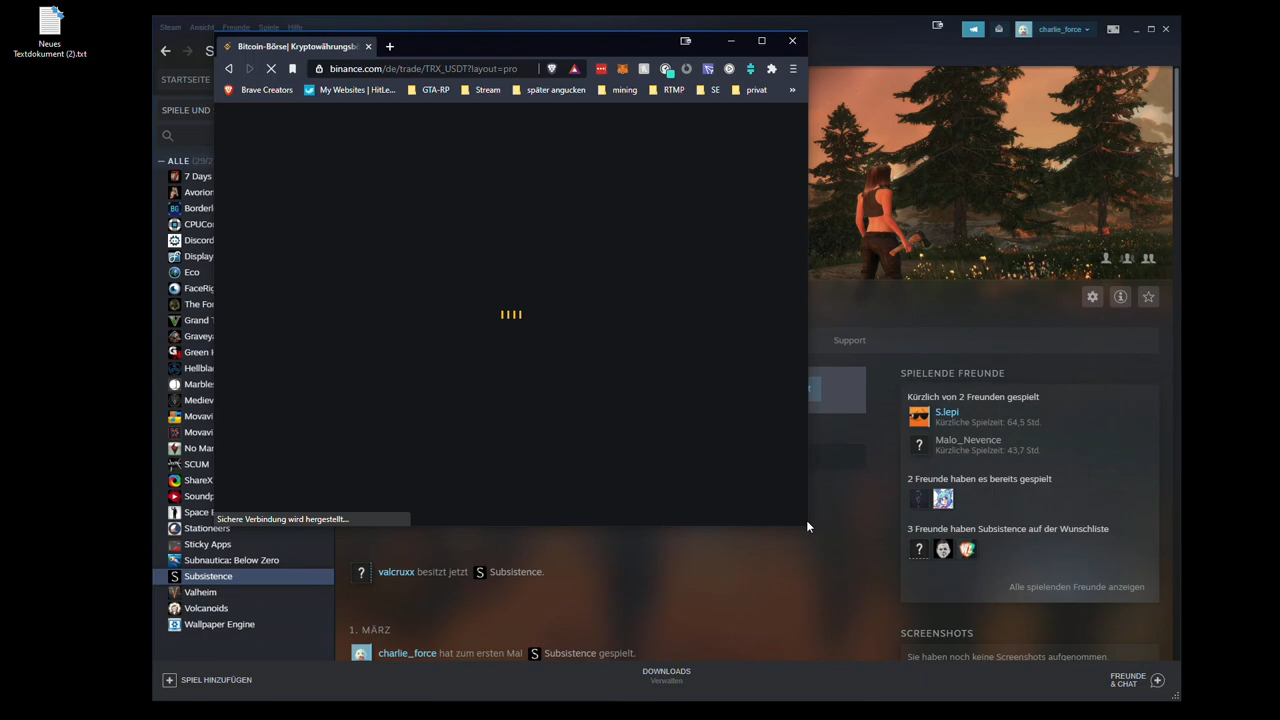 Neues
Textdokument (2).txt
Steam
Ansicht
Freunde
Spiele
Hilfe
charlie_force
Bitcoin-Börse| Kryptowährungsb
binance.com/de/trade/TRX_USDT?layout=pro
Brave Creators
My Websites | HitLe...
GTA-RP
Stream
später angucken
mining
RTMP
SE
privat
»
STARTSEITE
SPIELE UND
ALLE (29/2
7 Days
Avorion
Borderl
CPUCor
Discord
Display
Eco
FaceRig
The For
Grand T
Gravey
Green H
Hellbla
Marbles
Mediev
Movavi
Movavi
No Mar
SCUM
ShareX
Soundp
Space E
Stationeers
Sticky Apps
Subnautica: Below Zero
Subsistence
Valheim
Volcanoids
Wallpaper Engine
Sichere Verbindung wird hergestellt...
Support
SPIELENDE FREUNDE
Kürzlich von 2 Freunden gespielt
S.lepi
Kürzliche Spielzeit: 64,5 Std.
Malo_Nevence
Kürzliche Spielzeit: 43,7 Std.
2 Freunde haben es bereits gespielt
3 Freunde haben Subsistence auf der Wunschliste
Alle spielenden Freunde anzeigen
SCREENSHOTS
Sie haben noch keine Screenshots aufgenommen.
valcruxx besitzt jetzt Subsistence.
1. MÄRZ
charlie_force hat zum ersten Mal Subsistence gespielt.
SPIEL HINZUFÜGEN
DOWNLOADS
Verwalten
FREUNDE
& CHAT